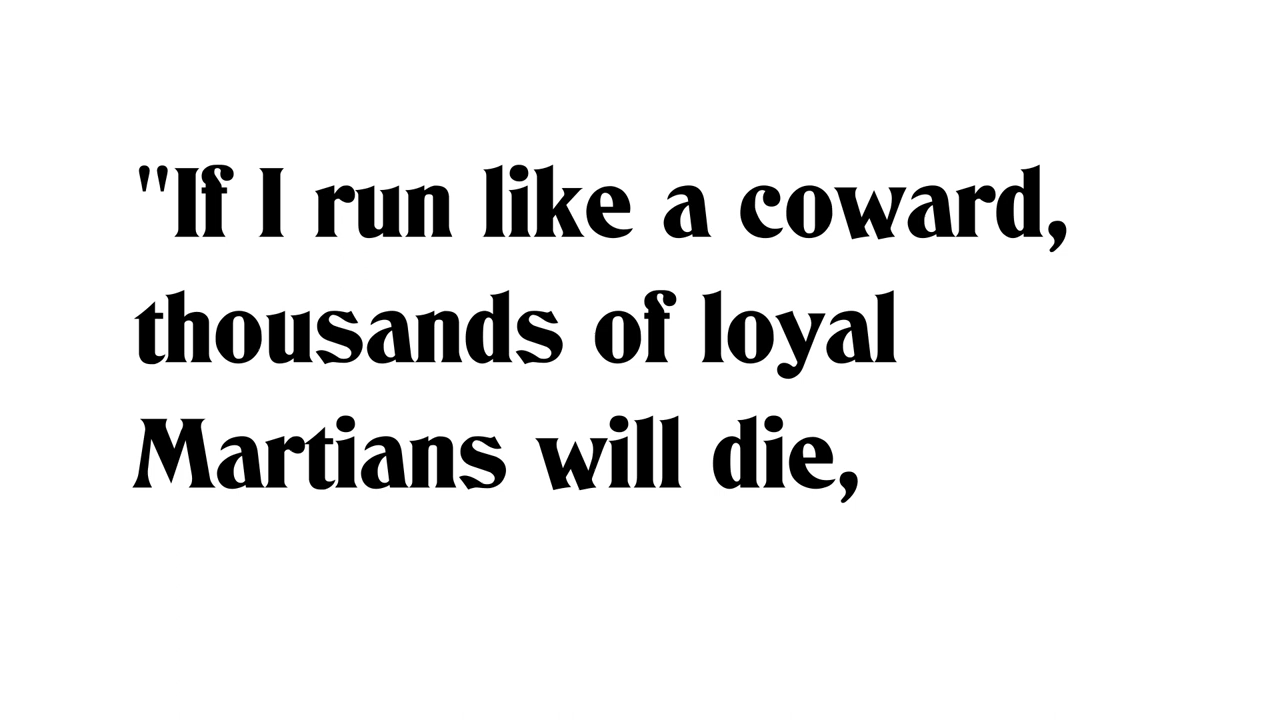 "If I run like a coward,
thousands of loyal
Martians will die,